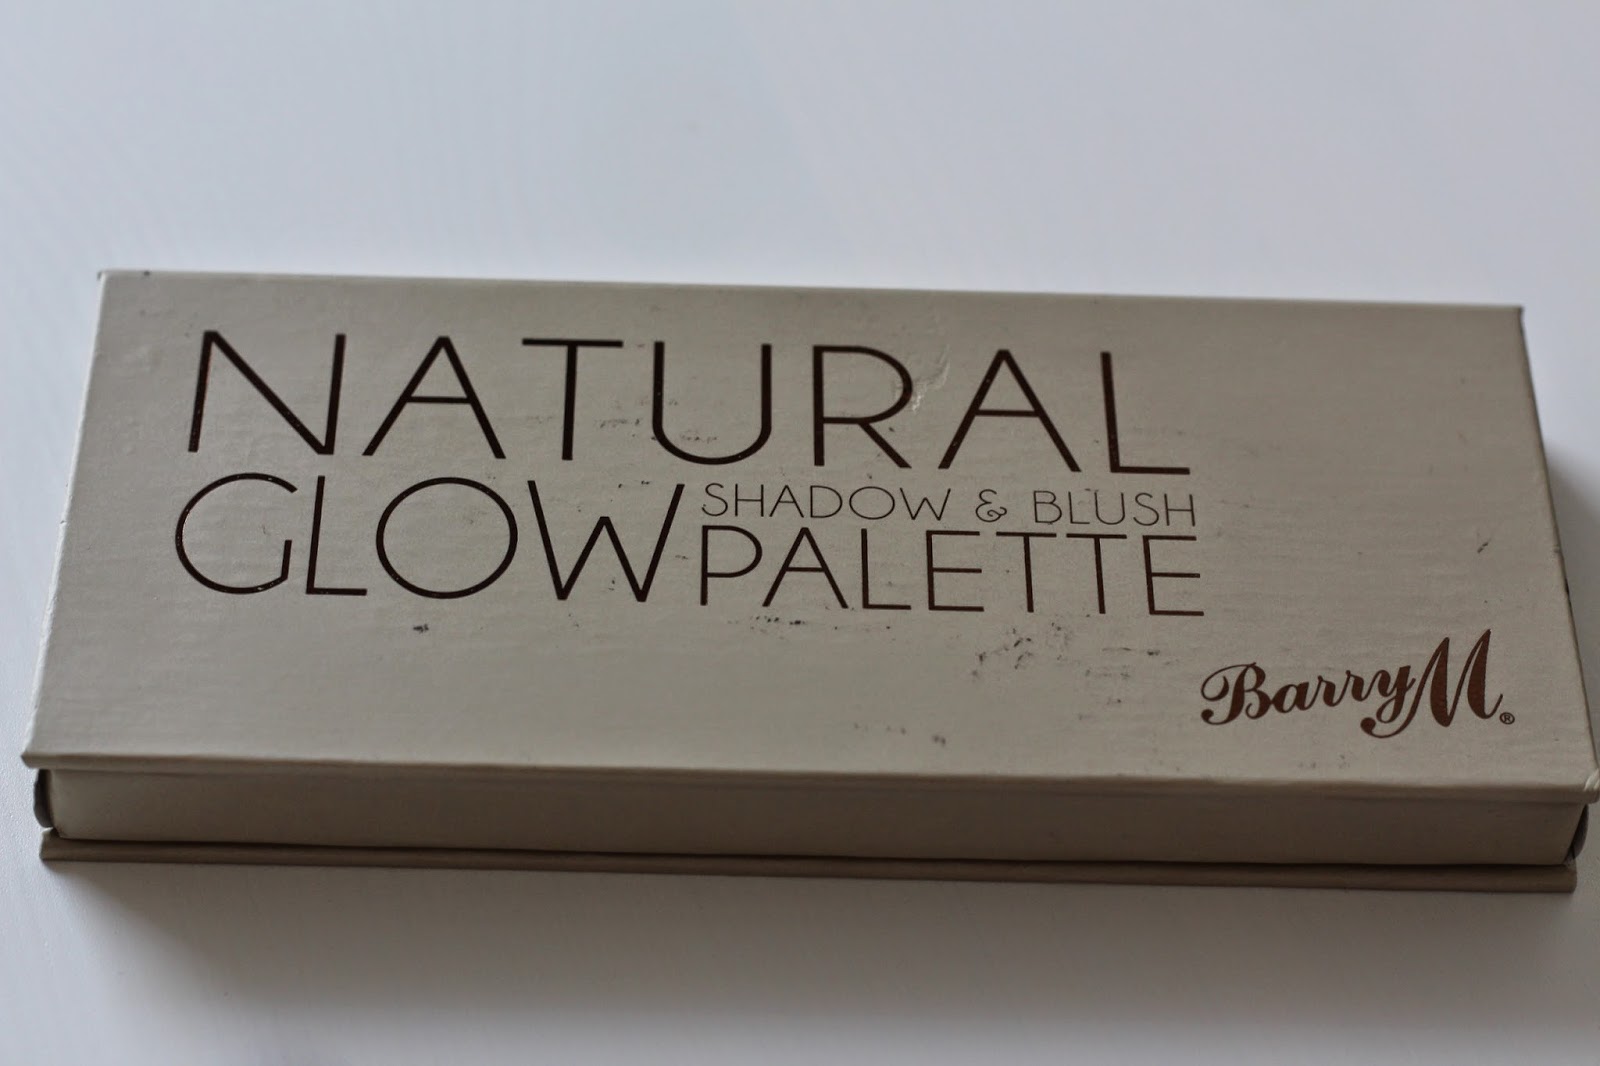 NATURAL
GLOW SHADOW & BLUSH
PALETTE
Barry M®